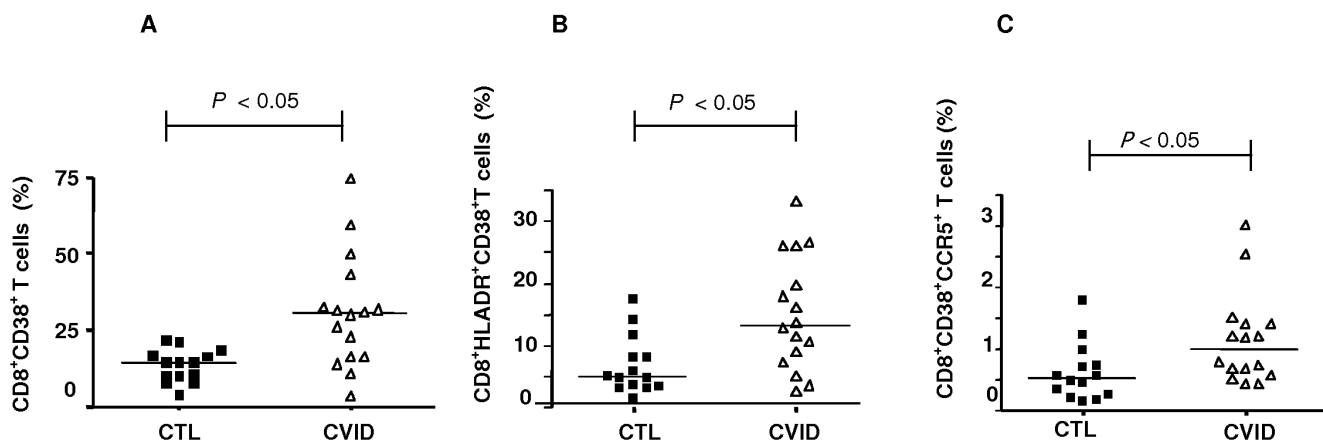 A
P < 0.05
CD8⁺CD38⁺ T cells (%)
75
50
25
0
CTL CVID
B
P < 0.05
CD8⁺HLADR⁺CD38⁺T cells (%)
30
20
10
0
CTL CVID
C
P < 0.05
CD8⁺CD38⁺CCR5⁺ T cells (%)
3
2
1
0
CTL CVID